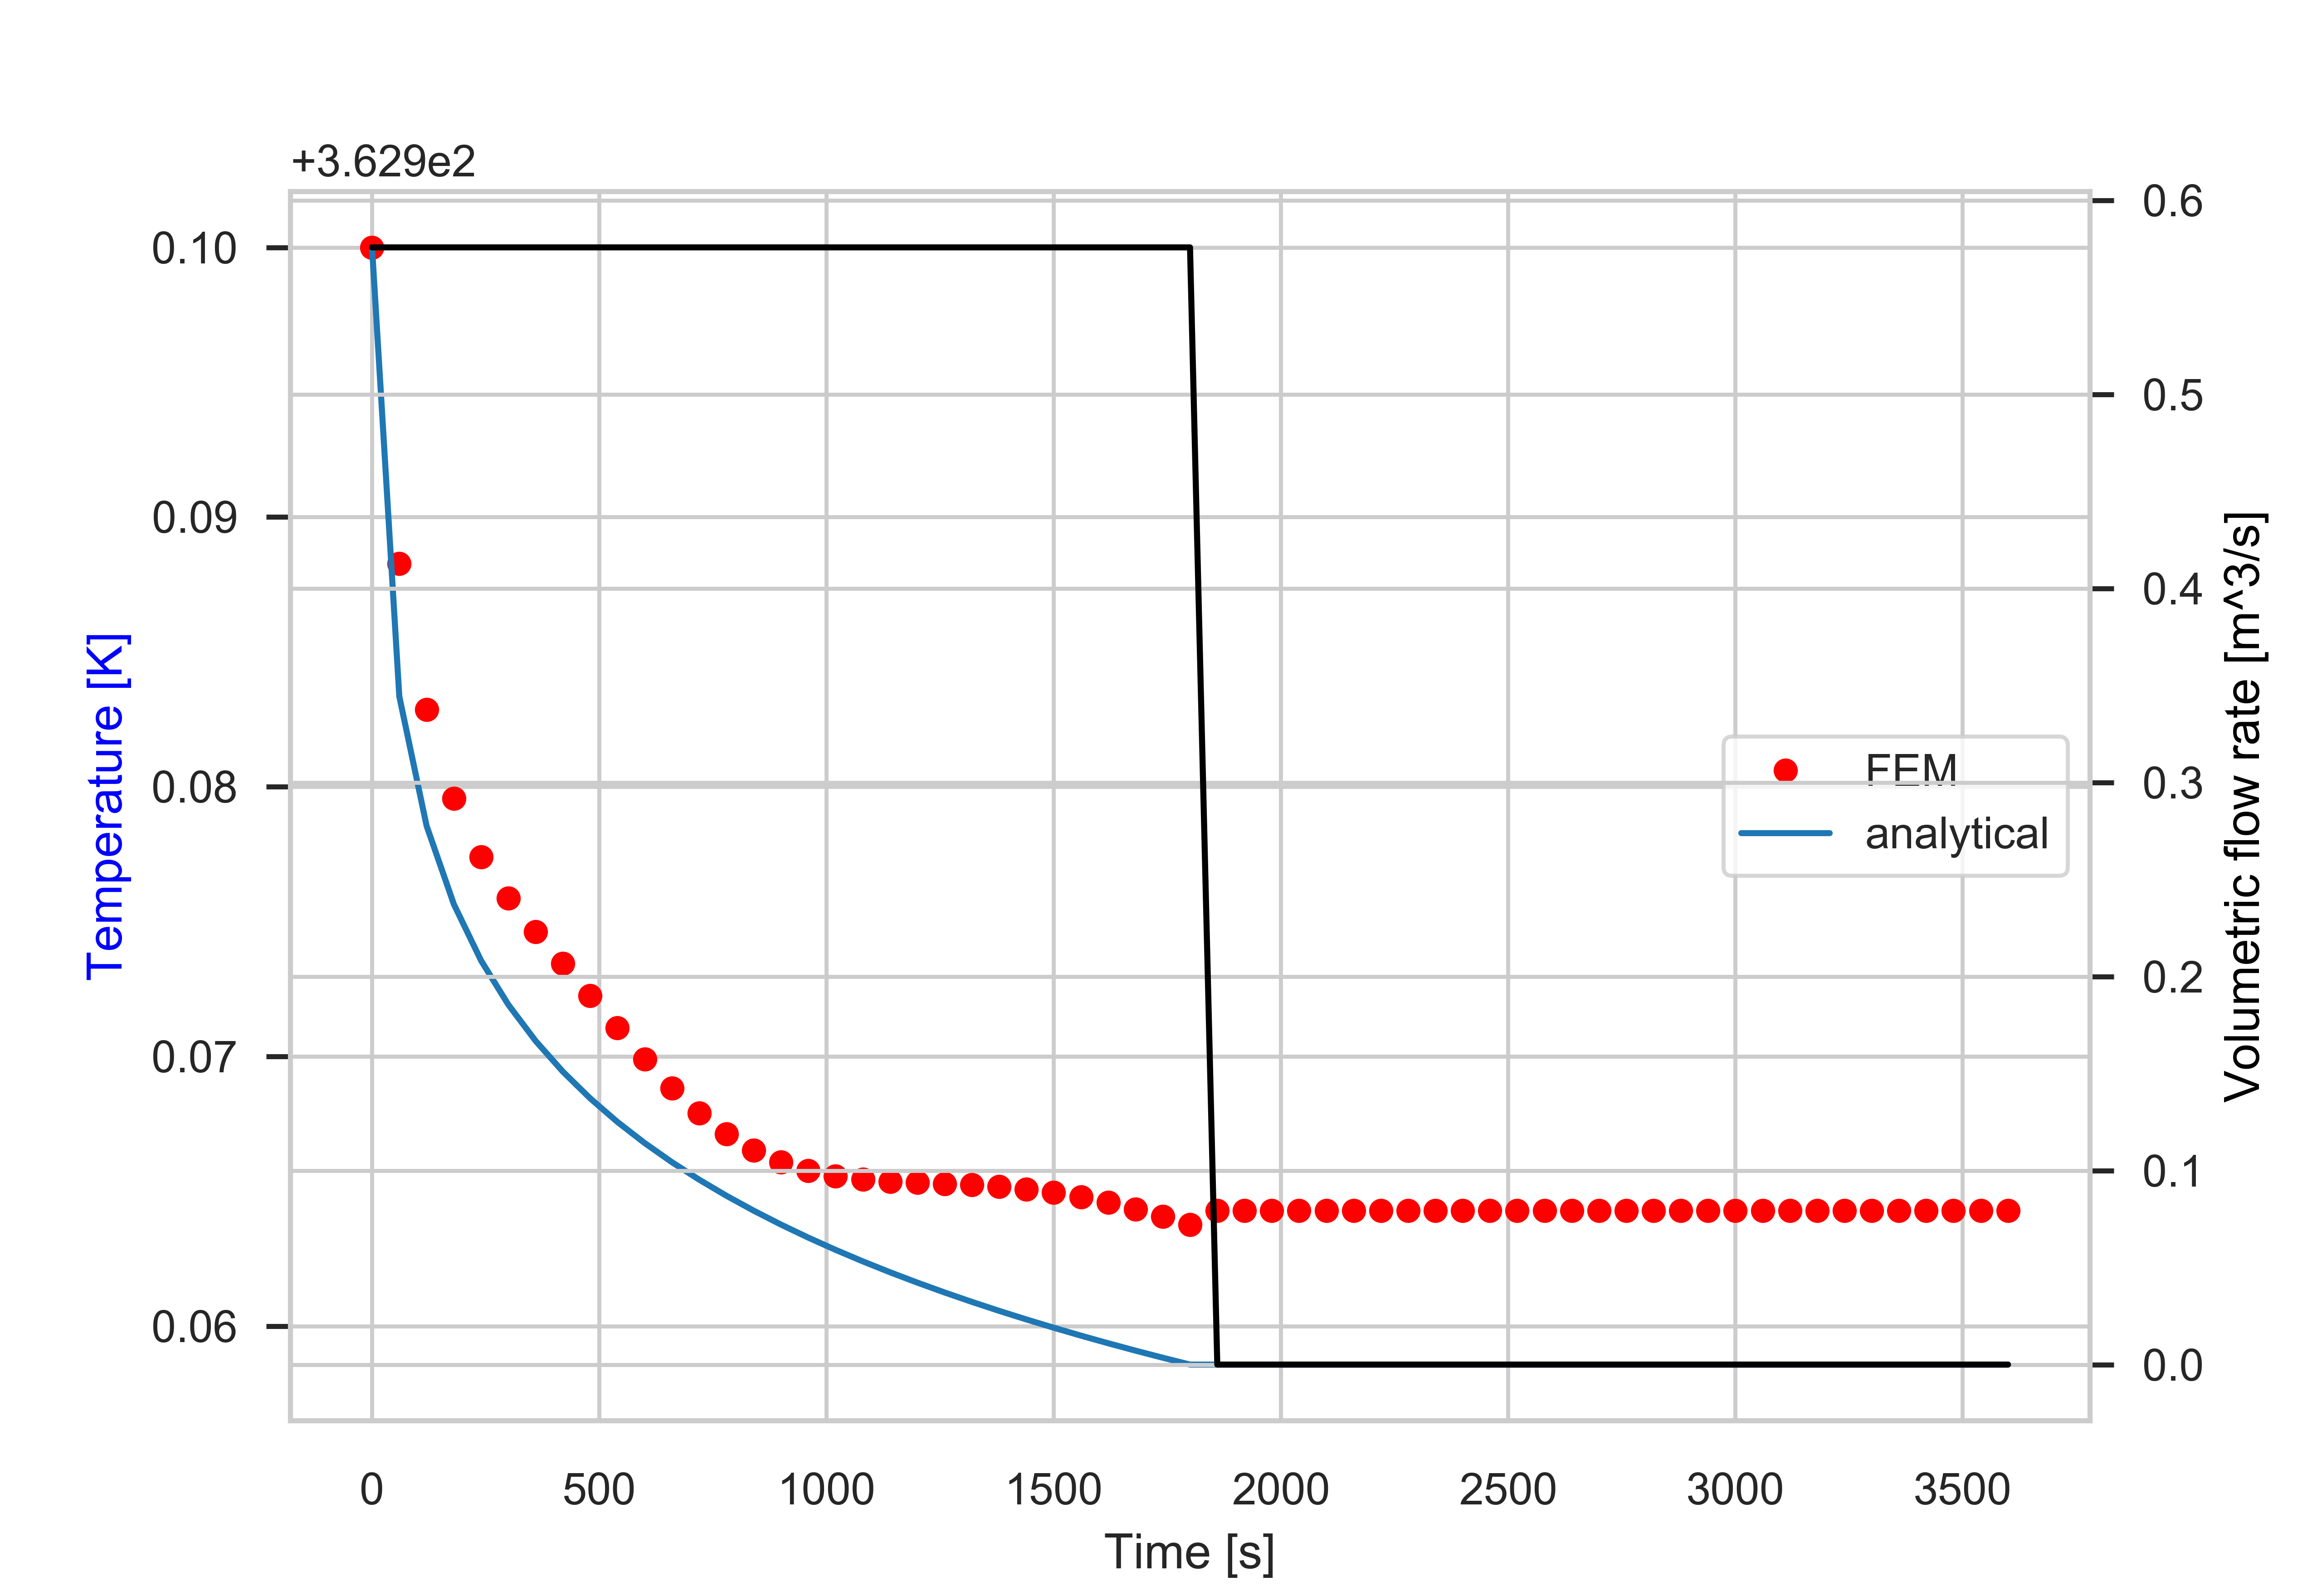 +3.629e2
0.10
0.09
0.08
0.07
0.06
Temperature [K]
0.6
0.5
0.4
0.3
0.2
0.1
0.0
Volumetric flow rate [m^3/s]
FEM
analytical
0 500 1000 1500 2000 2500 3000 3500
Time [s]